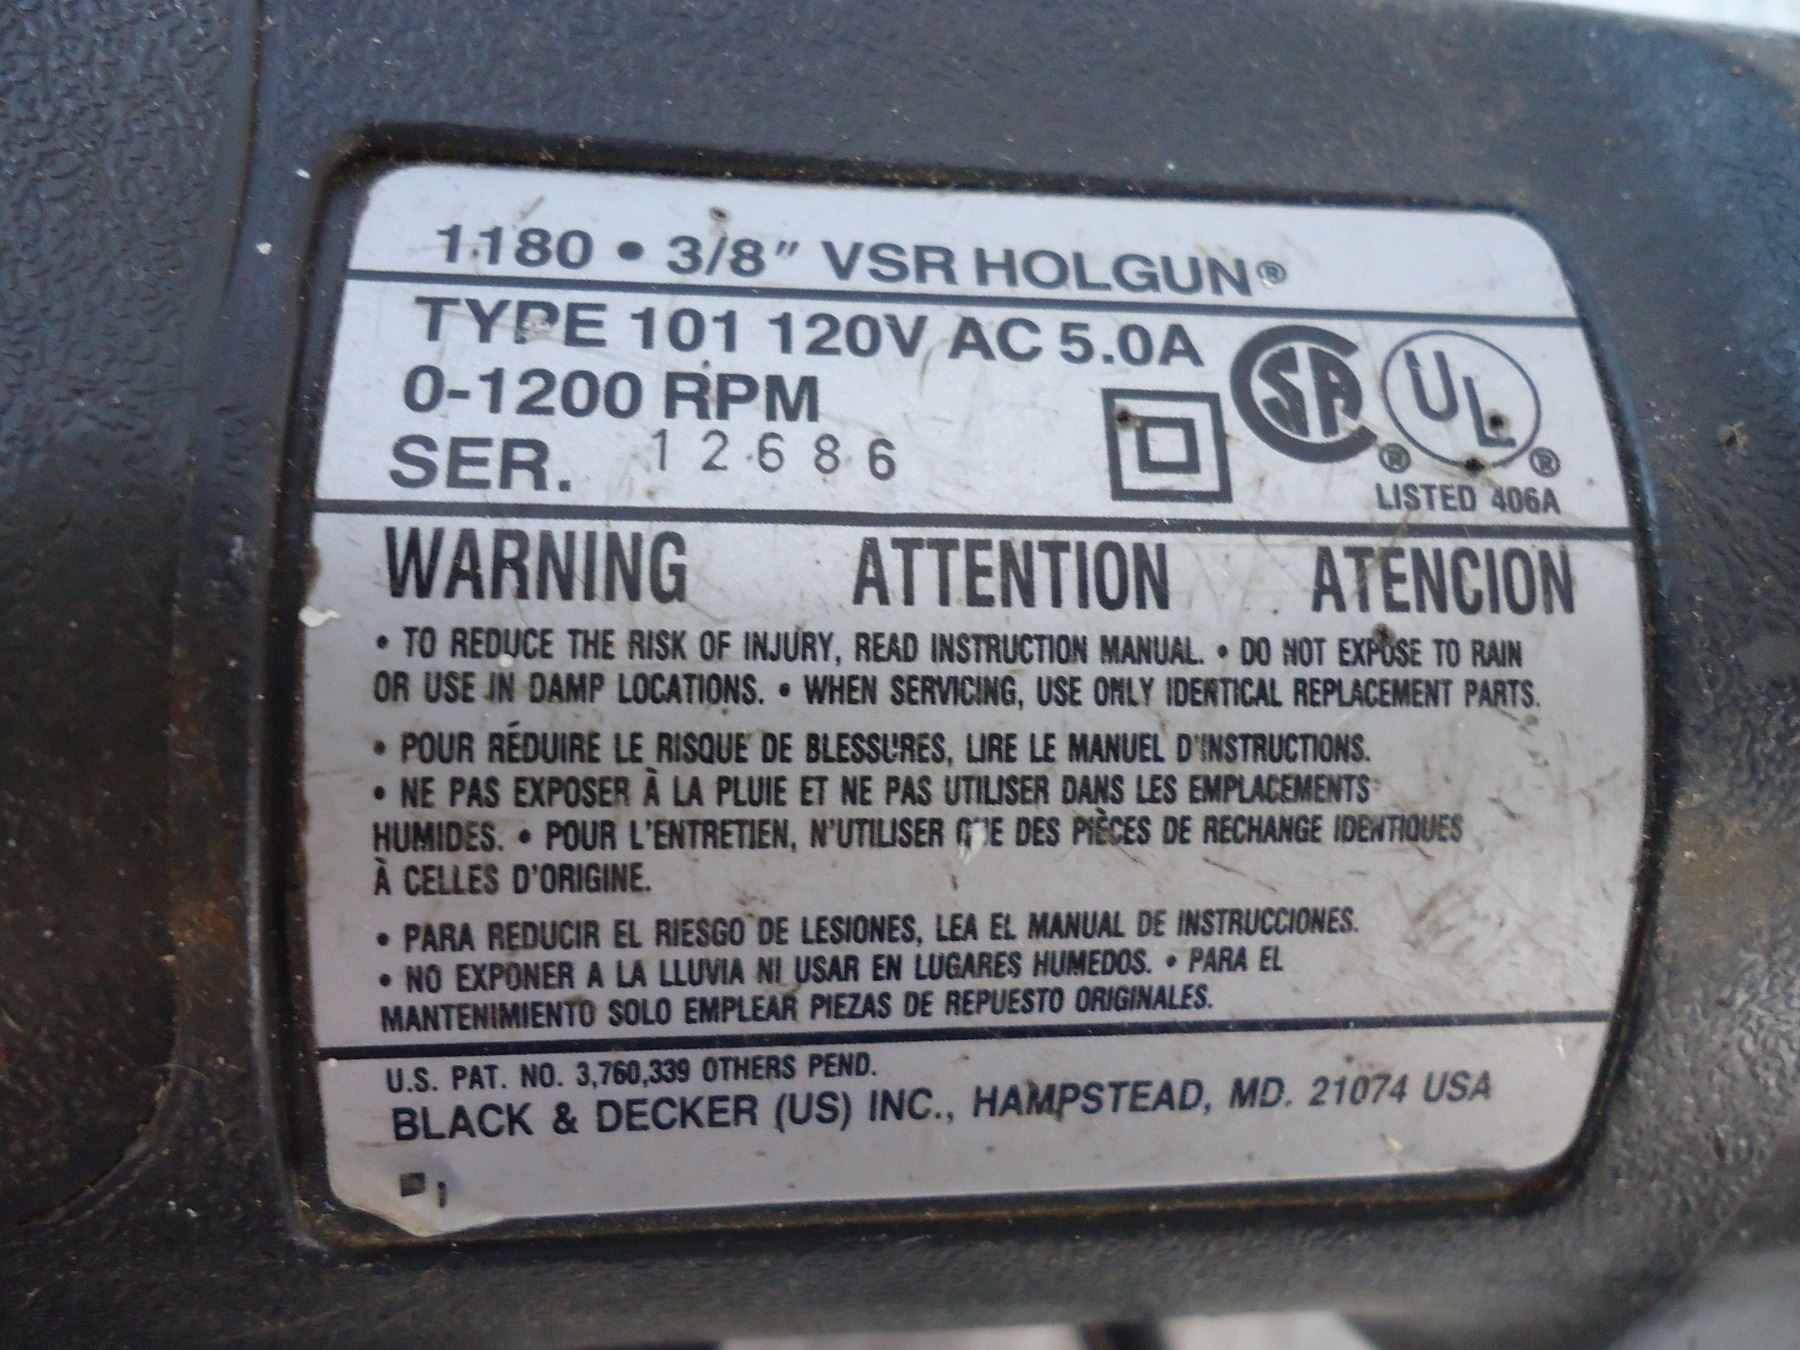 1180 • 3/8" VSR HOLGUN®
TYPE 101 120V AC 5.0A
0-1200 RPM
SER. 12686
SA ® UL ®
LISTED 406A
WARNING ATTENTION ATENCION
• TO REDUCE THE RISK OF INJURY, READ INSTRUCTION MANUAL. • DO NOT EXPOSE TO RAIN
OR USE IN DAMP LOCATIONS. • WHEN SERVICING, USE ONLY IDENTICAL REPLACEMENT PARTS.
• POUR RÉDUIRE LE RISQUE DE BLESSURES, LIRE LE MANUEL D'INSTRUCTIONS.
• NE PAS EXPOSER À LA PLUIE ET NE PAS UTILISER DANS LES EMPLACEMENTS
HUMIDES. • POUR L'ENTRETIEN, N'UTILISER QUE DES PIÈCES DE RECHANGE IDENTIQUES
À CELLES D'ORIGINE.
• PARA REDUCIR EL RIESGO DE LESIONES, LEA EL MANUAL DE INSTRUCCIONES.
• NO EXPONER A LA LLUVIA NI USAR EN LUGARES HUMEDOS. • PARA EL
MANTENIMIENTO SOLO EMPLEAR PIEZAS DE REPUESTO ORIGINALES.
U.S. PAT. NO. 3,760,339 OTHERS PEND.
BLACK & DECKER (US) INC., HAMPSTEAD, MD. 21074 USA